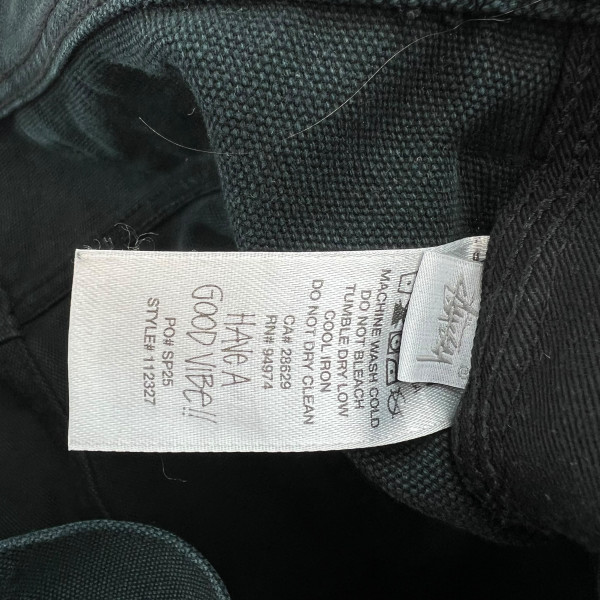 Stüssy
®
MACHINE WASH COLD
DO NOT BLEACH
TUMBLE DRY LOW
COOL IRON
DO NOT DRY CLEAN
CA# 28629
RN# 94974
HAVE A
GOOD VIBE!!
PO# SP25
STYLE# 112327